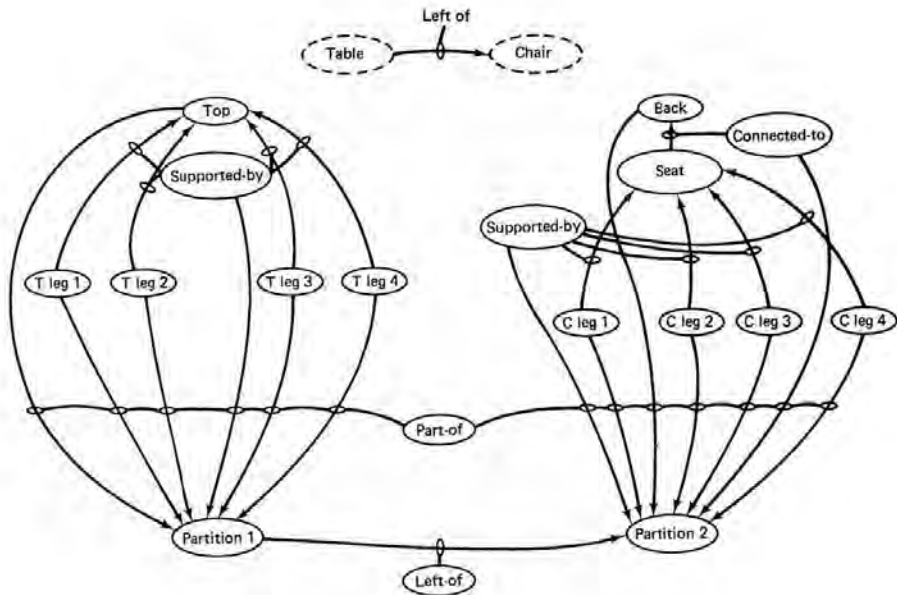 Left of
Table
Chair
Top
Back
Connected-to
Supported-by
Seat
Supported-by
T leg 1
T leg 2
T leg 3
T leg 4
C leg 1
C leg 2
C leg 3
C leg 4
Part-of
Partition 1
Partition 2
Left-of